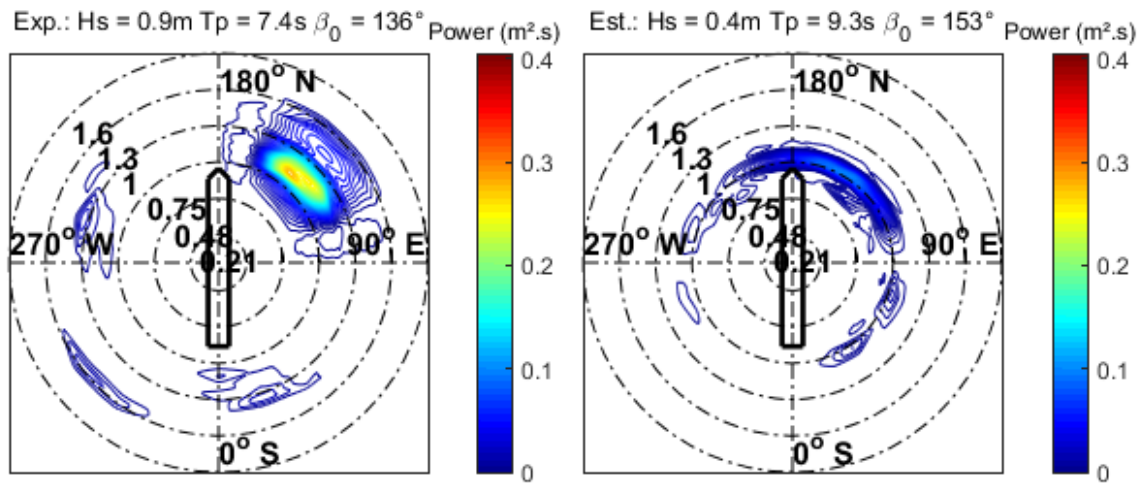 Exp.: Hs = 0.9m Tp = 7.4s β0 = 136°
Power (m².s)
180° N
1.6
1.3
1
0.75
0.48
0.21
270° W
90° E
0° S
0.4
0.3
0.2
0.1
0
Est.: Hs = 0.4m Tp = 9.3s β0 = 153°
Power (m².s)
180° N
1.6
1.3
1
0.75
0.48
0.21
270° W
90° E
0° S
0.4
0.3
0.2
0.1
0